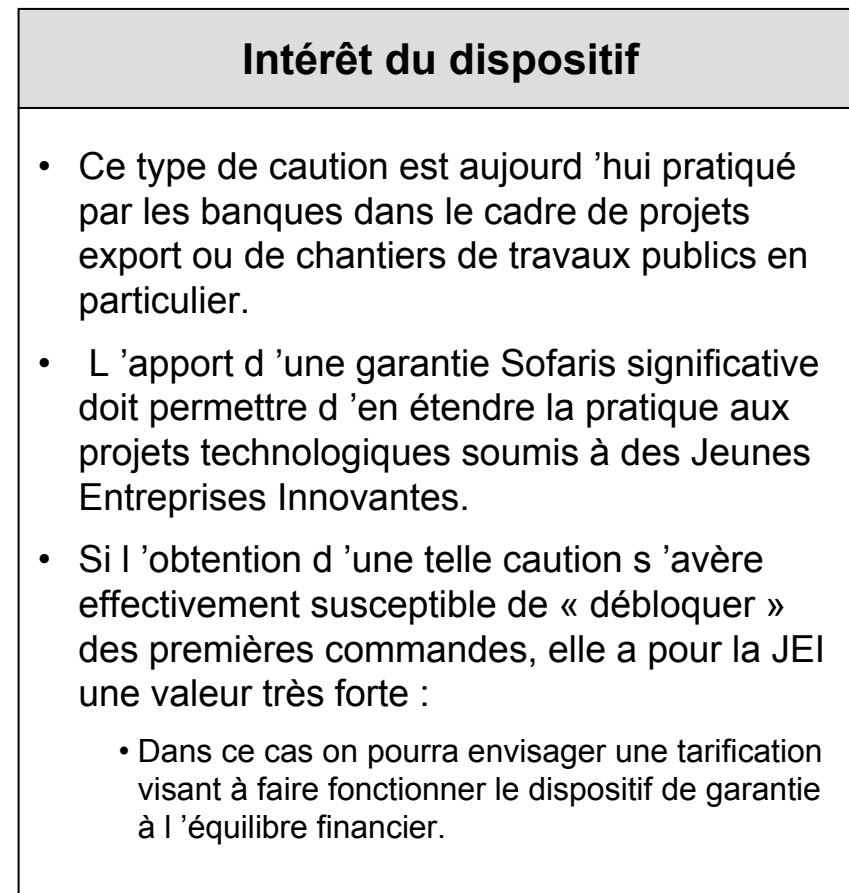 Intérêt du dispositif
• Ce type de caution est aujourd ’hui pratiqué
par les banques dans le cadre de projets
export ou de chantiers de travaux publics en
particulier.
• L ’apport d ’une garantie Sofaris significative
doit permettre d ’en étendre la pratique aux
projets technologiques soumis à des Jeunes
Entreprises Innovantes.
• Si l ’obtention d ’une telle caution s ’avère
effectivement susceptible de « débloquer »
des premières commandes, elle a pour la JEI
une valeur très forte :
• Dans ce cas on pourra envisager une tarification
visant à faire fonctionner le dispositif de garantie
à l ’équilibre financier.